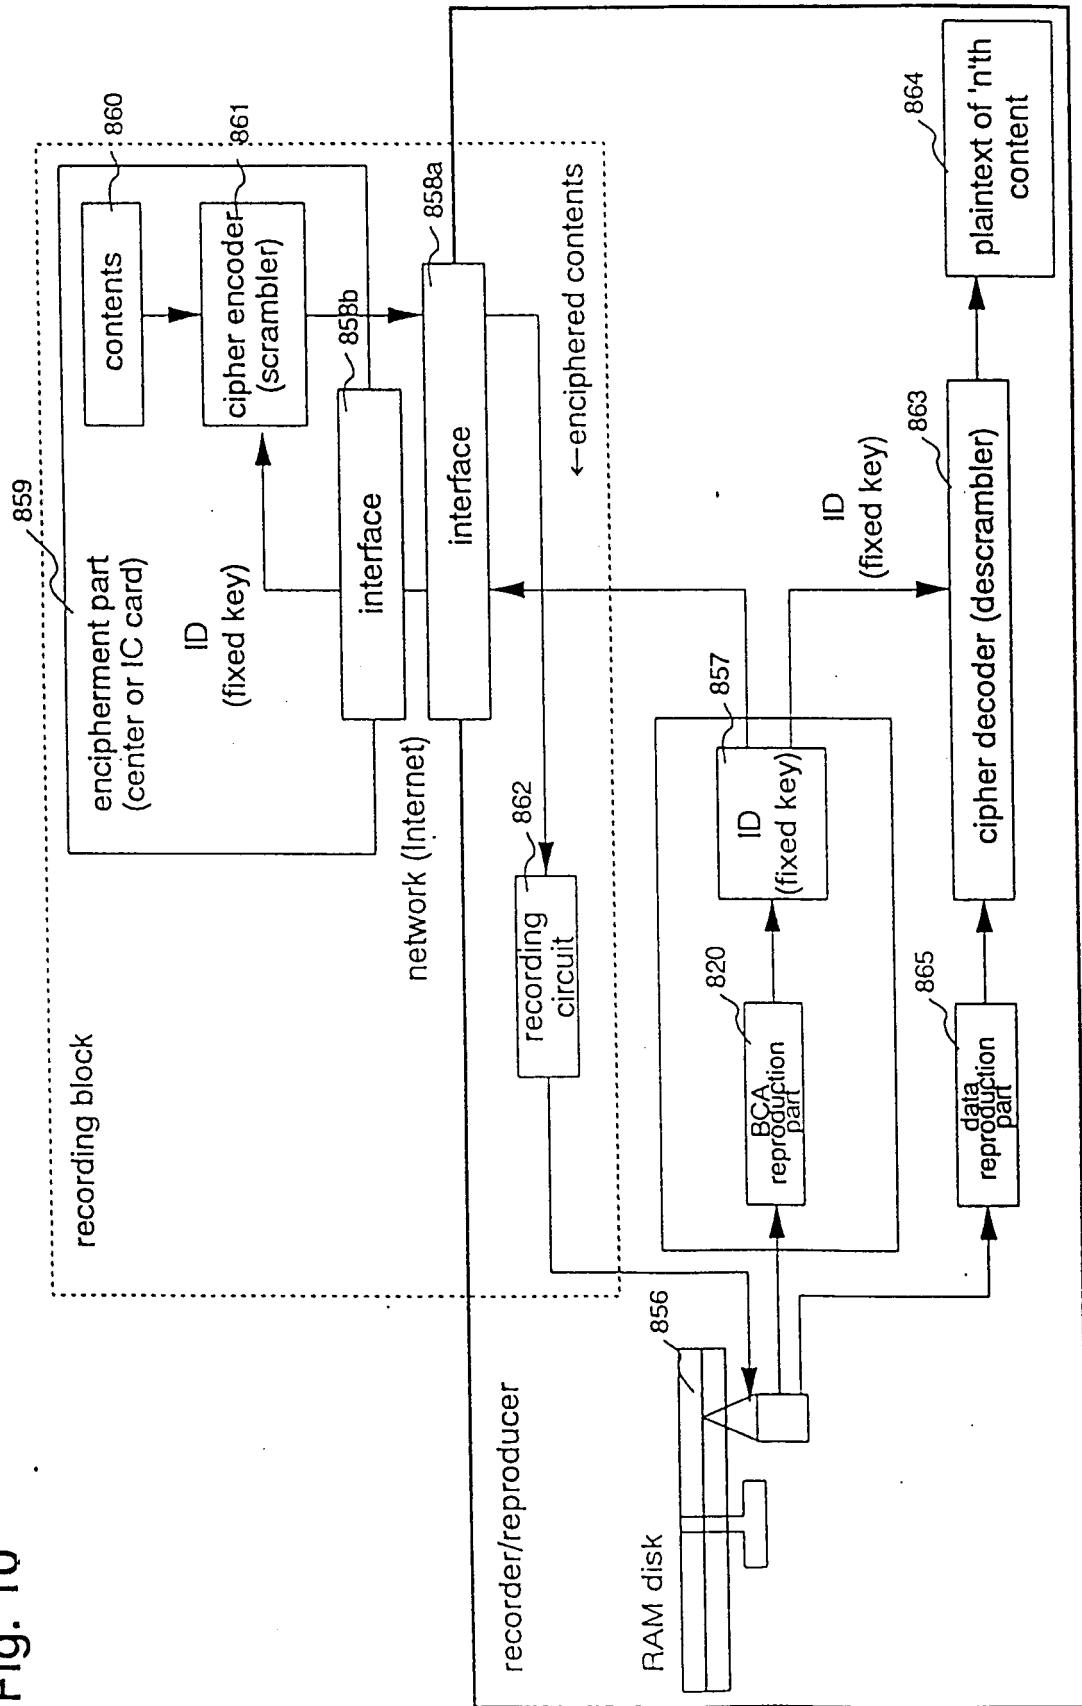 Fig. 10
recording block
859
encipherment part
(center or IC card)
ID
(fixed key)
860
contents
861
cipher encoder
(scrambler)
858b
interface
858a
interface
network (Internet)
862
recording
circuit
←enciphered contents
recorder/reproducer
RAM disk
856
820
BCA
reproduction
part
857
ID
(fixed key)
ID
(fixed key)
865
data
reproduction
part
863
cipher decoder (descrambler)
864
plaintext of 'n'th
content